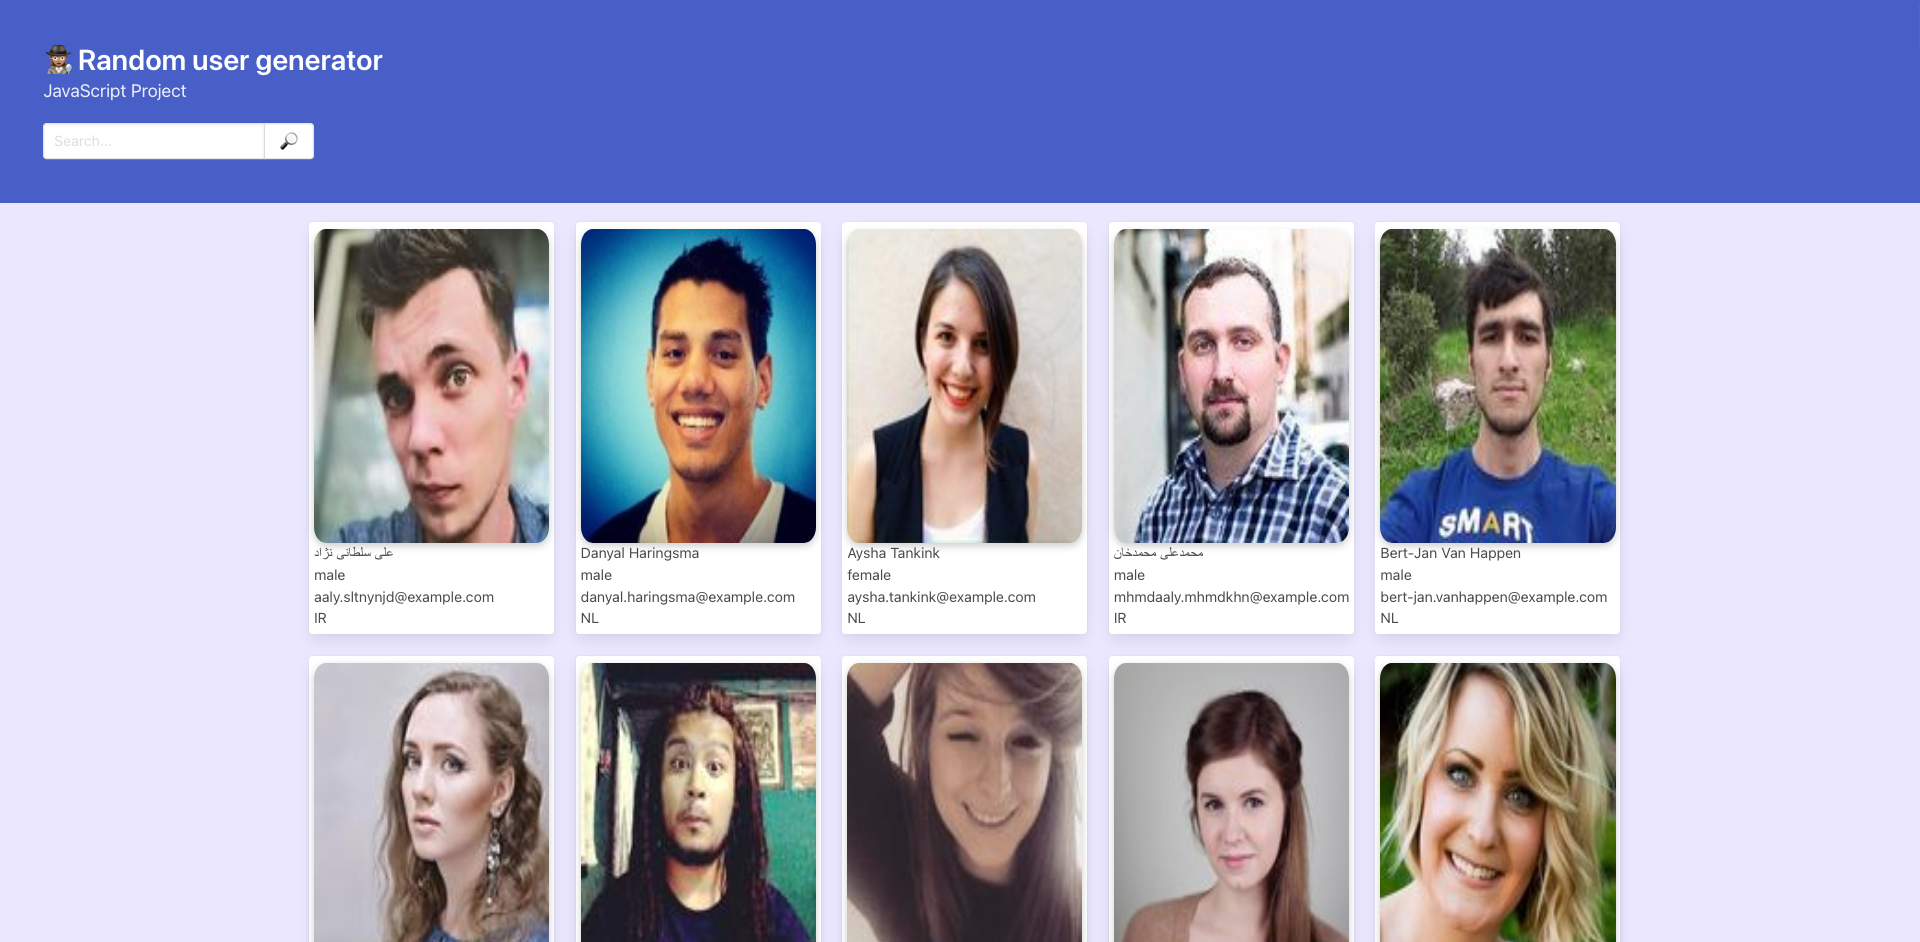 Random user generator
JavaScript Project
Search...
علی سلطانی نژاد
male
aaly.sltnynjd@example.com
IR
Danyal Haringsma
male
danyal.haringsma@example.com
NL
Aysha Tankink
female
aysha.tankink@example.com
NL
محمدعلی محمدخان
male
mhmdaaly.mhmdkhn@example.com
IR
SMART
Bert-Jan Van Happen
male
bert-jan.vanhappen@example.com
NL